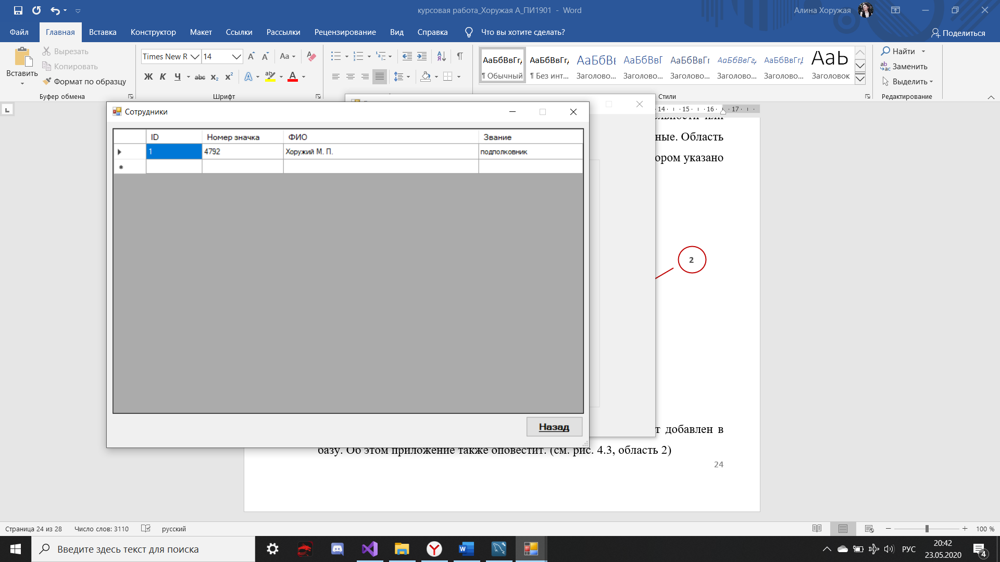 курсовая работа_Хоружая А_ПИ1901 - Word
Алина Хоружая
Файл Главная Вставка Конструктор Макет Ссылки Рассылки Рецензирование Вид Справка Что вы хотите сделать? Поделиться
Вставить
Вырезать
Копировать
Формат по образцу
Буфер обмена
Times New R 14
Ж К Ч abc x₂ x²
Шрифт
АаБбВвГг, АаБбВвГг, АаБбВı АаБбВвГ АаБбВвГг АаБбВвГг, АаБбВвГг, АаЬ
¶ Обычный ¶ Без инт... Заголово... Заголово... Заголово... Заголово... Заголово... Заголовок
Стили
Найти
Заменить
Выделить
Редактирование
14 15 16 17
Сотрудники
ID Номер значка ФИО Звание
1 4792 Хоружий М. П. подполковник
Назад
ные. Область
ором указано
2
т добавлен в
базу. Об этом приложение также оповестит. (см. рис. 4.3, область 2)
24
Страница 24 из 28 Число слов: 3110 русский 100 %
Введите здесь текст для поиска
РУС
20:42
23.05.2020
4